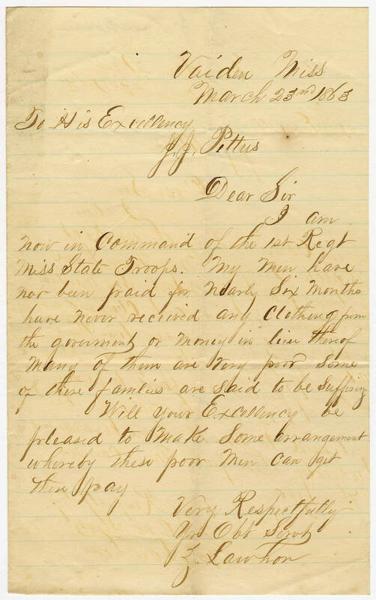 Vaiden Miss
March 23rd 1863
To His Excellency
J. J. Pettus
Dear Sir
I am
now in Command of the 1st Regt
Miss State Troops. My Men have
not been paid for nearly Six Months
have never received any Clothing from
the government or Money in lieu thereof
Many of them are very poor Some
of there families are said to be Suffering
Will your Excellency be
pleased to Make Some arrangement
whereby these poor Men can get
their pay
Very Respectfully
Yr Obt Servt
Lawhon